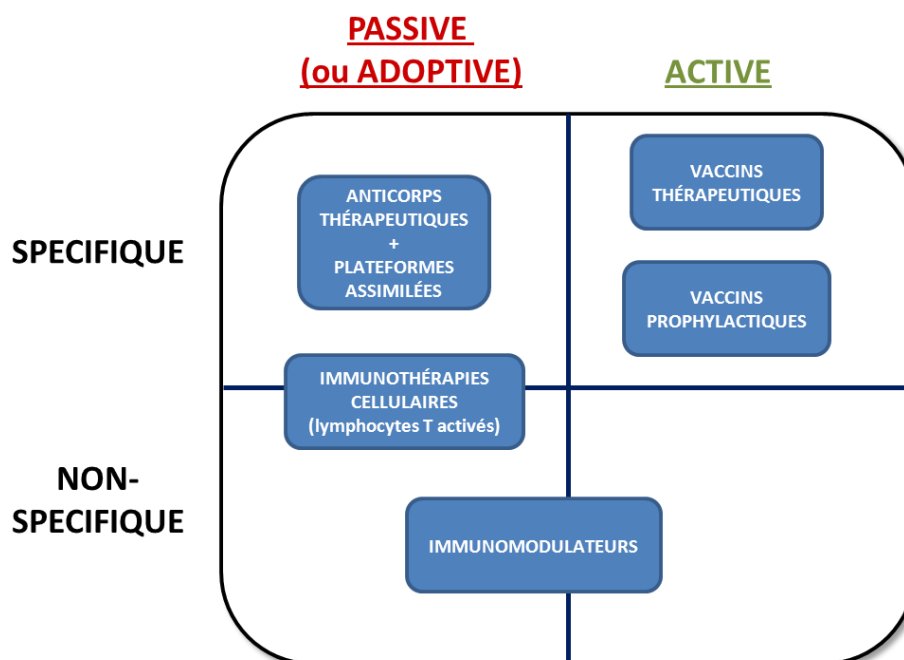 PASSIVE
(ou ADOPTIVE)
ACTIVE
SPECIFIQUE
ANTICORPS
THÉRAPEUTIQUES
+
PLATEFORMES
ASSIMILÉES
VACCINS
THÉRAPEUTIQUES
VACCINS
PROPHYLACTIQUES
IMMUNOTHÉRAPIES
CELLULAIRES
(lymphocytes T activés)
NON-
SPECIFIQUE
IMMUNOMODULATEURS